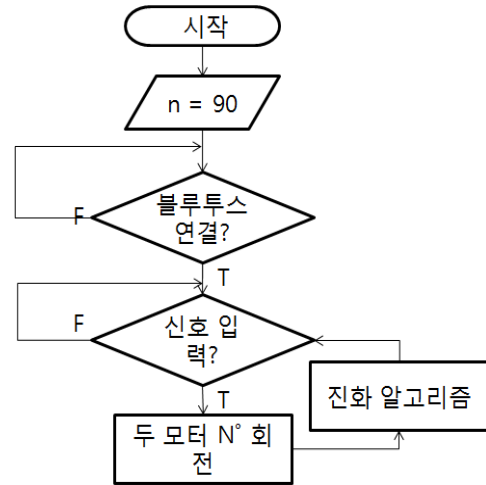 시작
n = 90
블루투스
연결?
F
T
신호 입
력?
F
T
진화 알고리즘
두 모터 N° 회
전